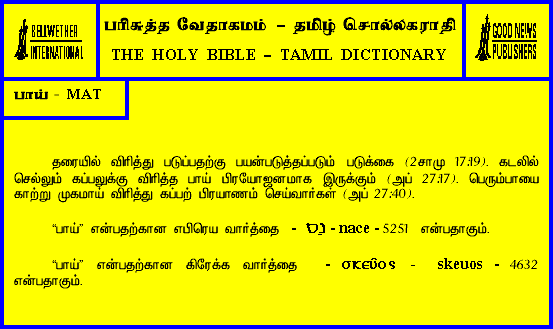 BELLWETHER
INTERNATIONAL
பரிசுத்த வேதாகமம் – தமிழ் சொல்லகராதி
THE HOLY BIBLE – TAMIL DICTIONARY
GOOD NEWS
PUBLISHERS
பாய் - MAT
தரையில் விரித்து படுப்பதற்கு பயன்படுத்தப்படும் படுக்கை (2சாமு 17:19). கடலில்
செல்லும் கப்பலுக்கு விரித்த பாய் பிரயோஜனமாக இருக்கும் (அப் 27:17). பெரும்பாயை
காற்று முகமாய் விரித்து கப்பற் பிரயாணம் செய்வார்கள் (அப் 27:40).
“பாய்” என்பதற்கான எபிரெய வார்த்தை - נֵס - nace - 5251 என்பதாகும்.
“பாய்” என்பதற்கான கிரேக்க வார்த்தை - σκεῦος - skeuos - 4632
என்பதாகும்.